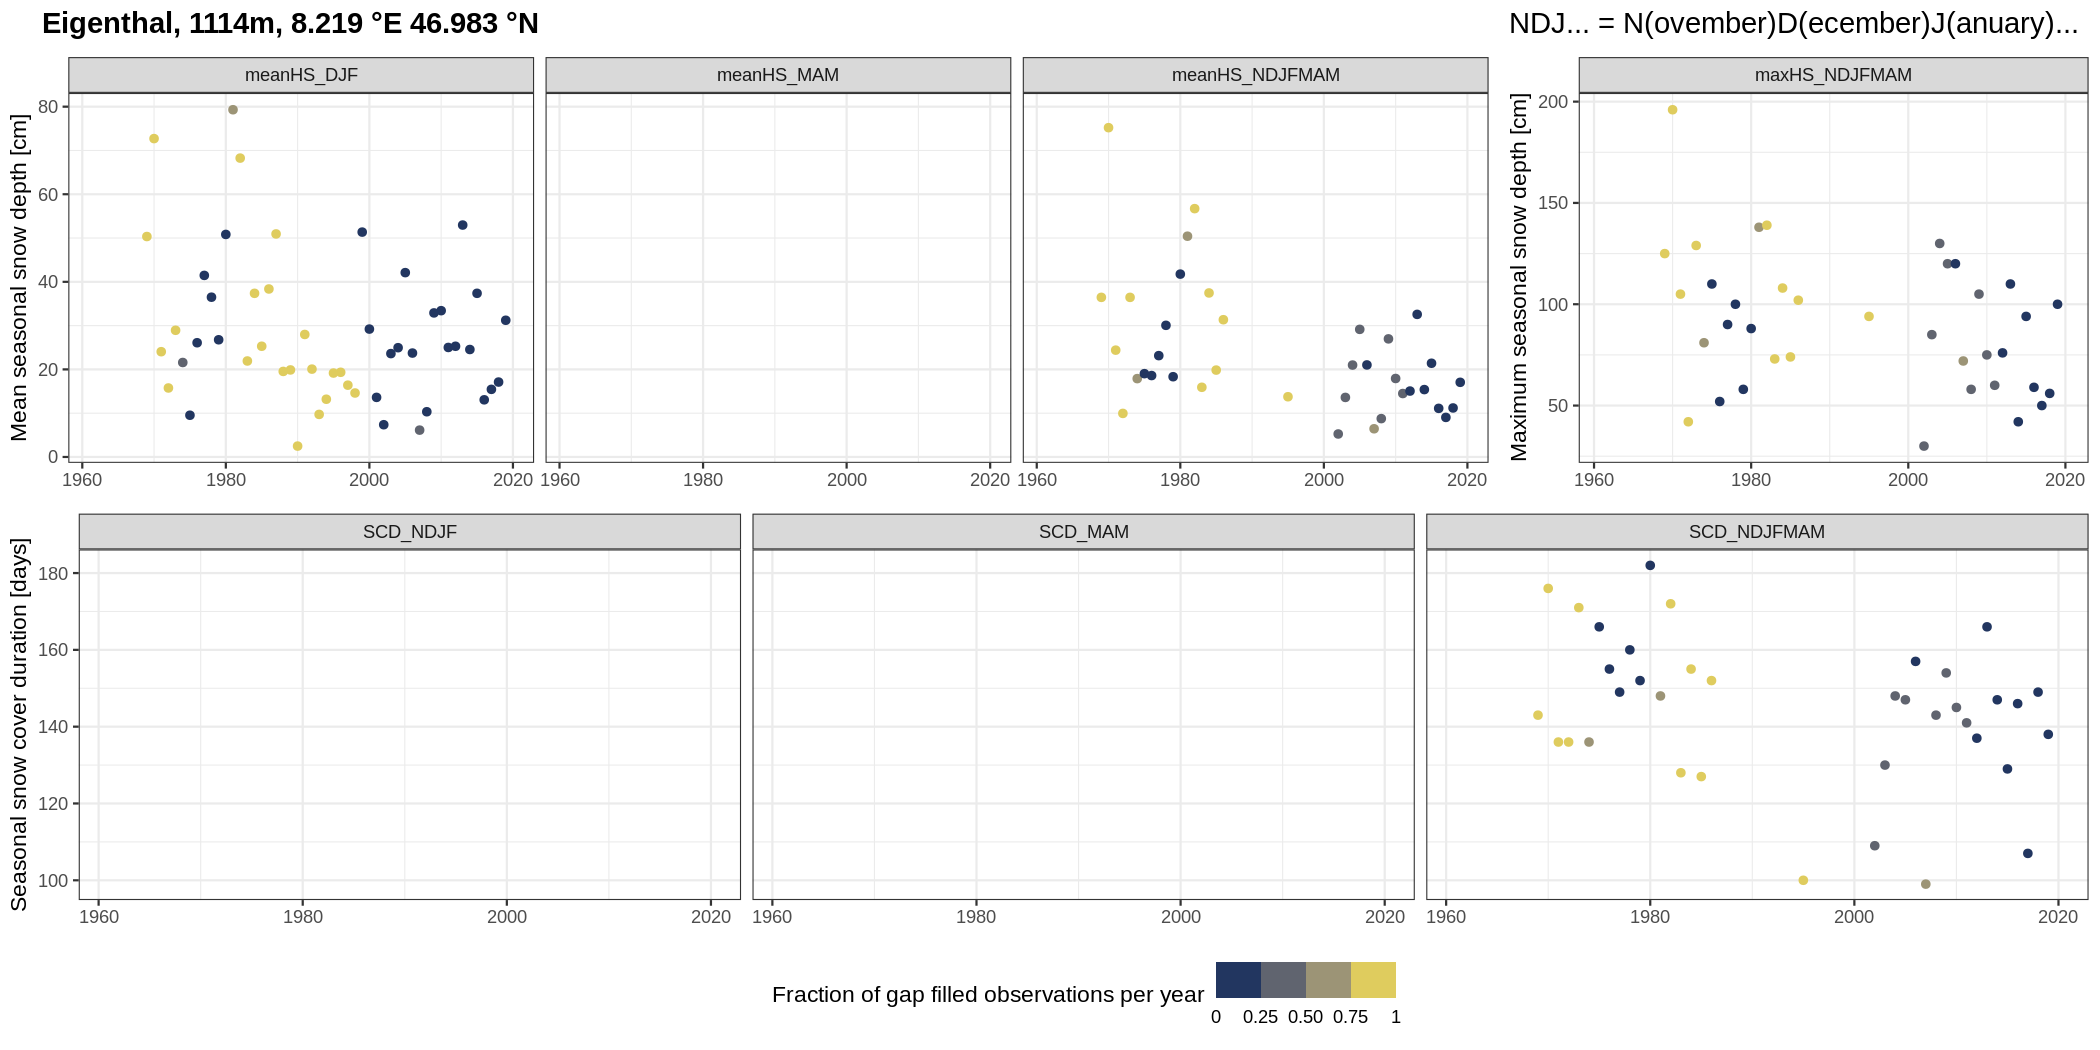 Eigenthal, 1114m, 8.219 °E 46.983 °N
NDJ... = N(ovember)D(ecember)J(anuary)...
meanHS_DJF
meanHS_MAM
meanHS_NDJFMAM
maxHS_NDJFMAM
Mean seasonal snow depth [cm]
80
60
40
20
0
1960 1980 2000 2020
1960 1980 2000 2020
1960 1980 2000 2020
Maximum seasonal snow depth [cm]
200
150
100
50
1960 1980 2000 2020
SCD_NDJF
SCD_MAM
SCD_NDJFMAM
Seasonal snow cover duration [days]
180
160
140
120
100
1960 1980 2000 2020
1960 1980 2000 2020
1960 1980 2000 2020
Fraction of gap filled observations per year
0 0.25 0.50 0.75 1